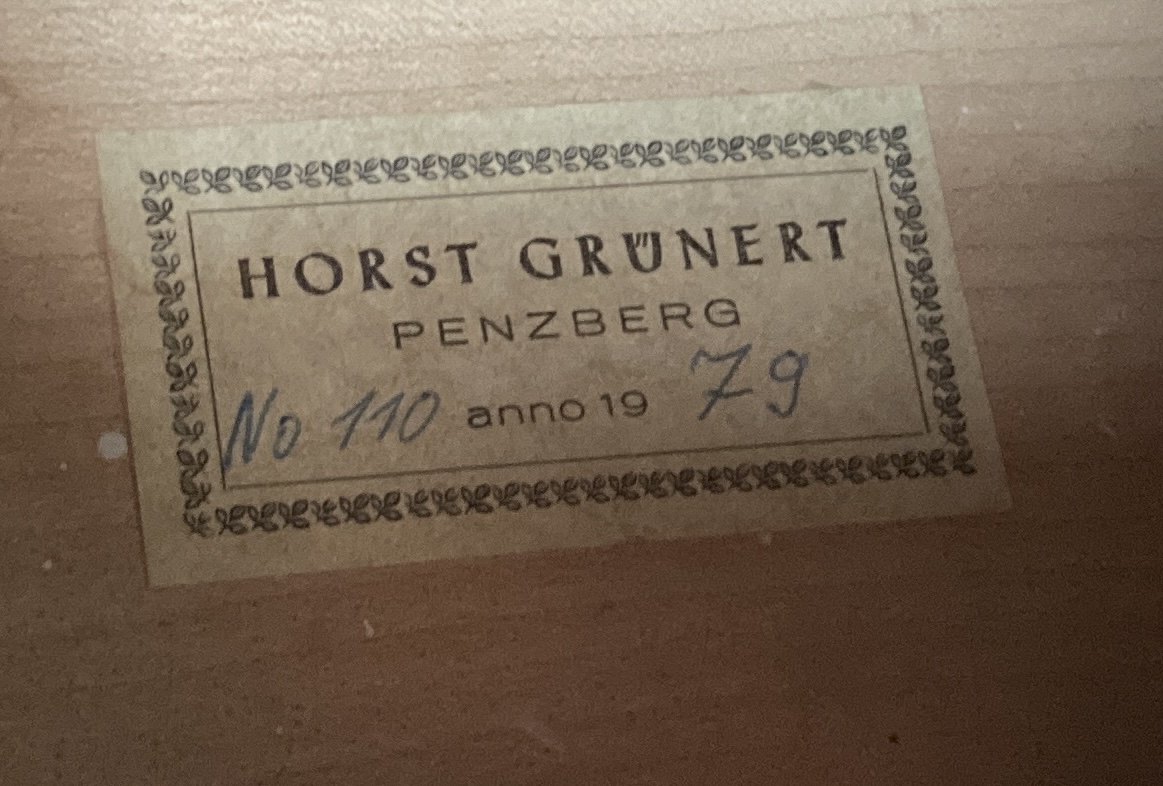 HORST GRÜNERT
PENZBERG
No 110 anno 19 79